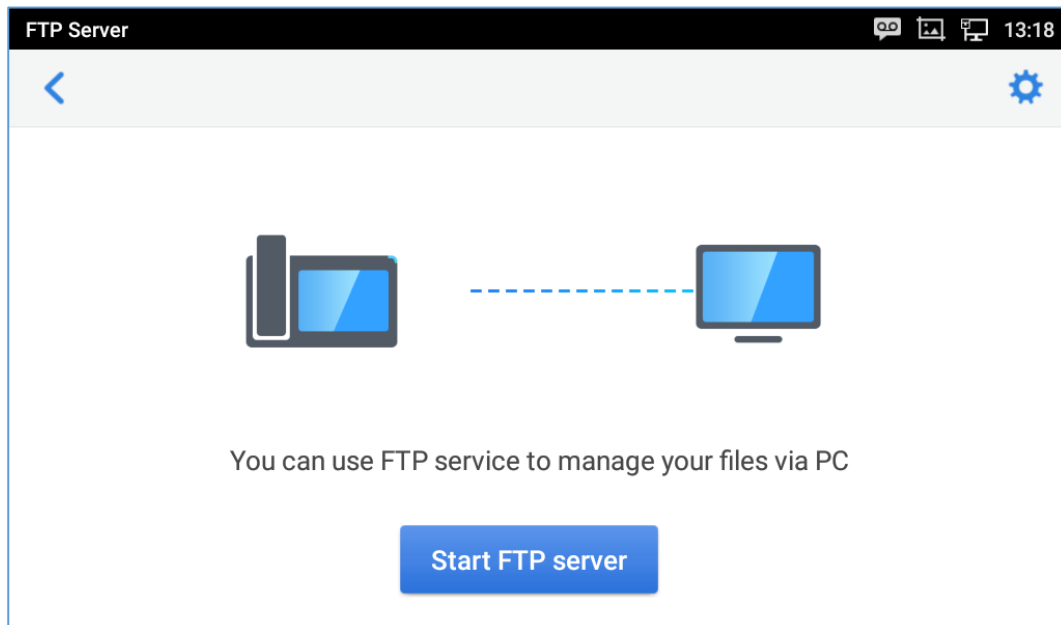 FTP Server
13:18
You can use FTP service to manage your files via PC
Start FTP server